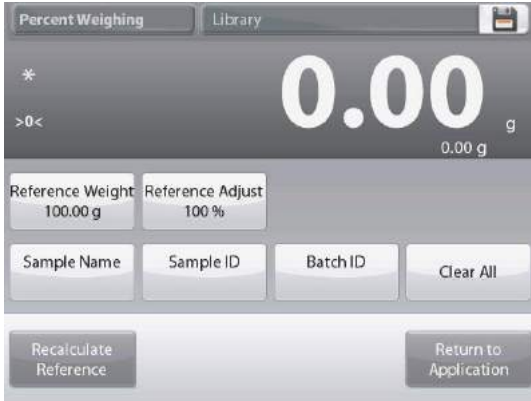 Percent Weighing
Library
*
>0<
0.00 g
0.00 g
Reference Weight
100.00 g
Reference Adjust
100 %
Sample Name
Sample ID
Batch ID
Clear All
Recalculate
Reference
Return to
Application